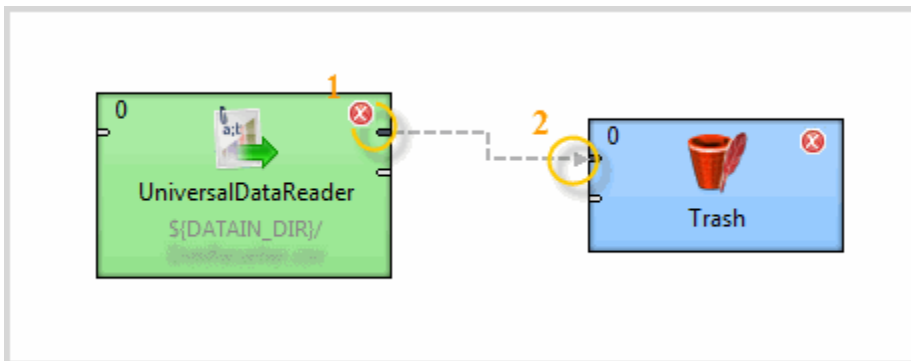 1
0
a;b
UniversalDataReader
${DATAIN_DIR}/
2
0
Trash